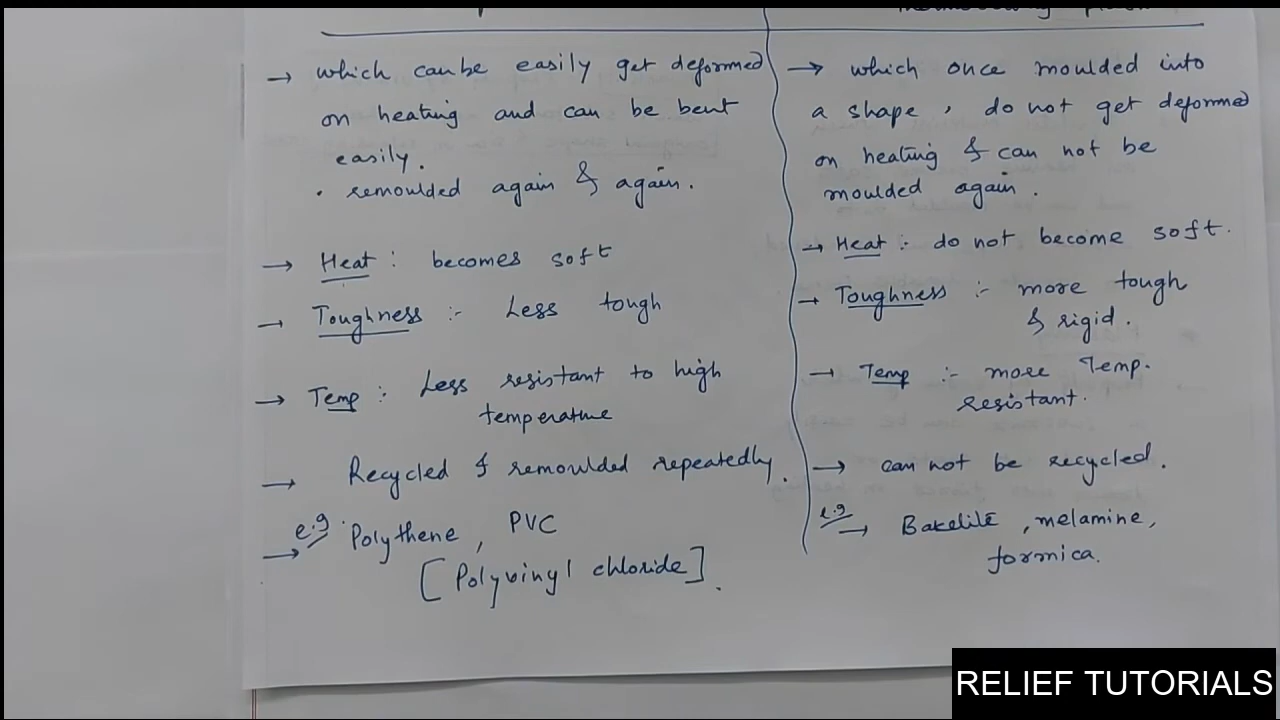 → which canbe easily get deformed
on heating and can be bent
easily.
. remoulded again & again.
→ Heat : becomes soft
→ Toughness :- Less tough
→ Temp : Less resistant to high
temperature
→ Recycled & remoulded repeatedly.
→ e.g. Polythene, PVC
[Polyvinyl chloride].
→ which once moulded into
a shape, do not get deformed
on heating & can not be
moulded again.
→ Heat :- do not become soft.
→ Toughness :- more tough
& rigid.
→ Temp :- more Temp.
resistant.
→ can not be recycled.
e.g → Bakelite, melamine,
formica.
RELIEF TUTORIALS